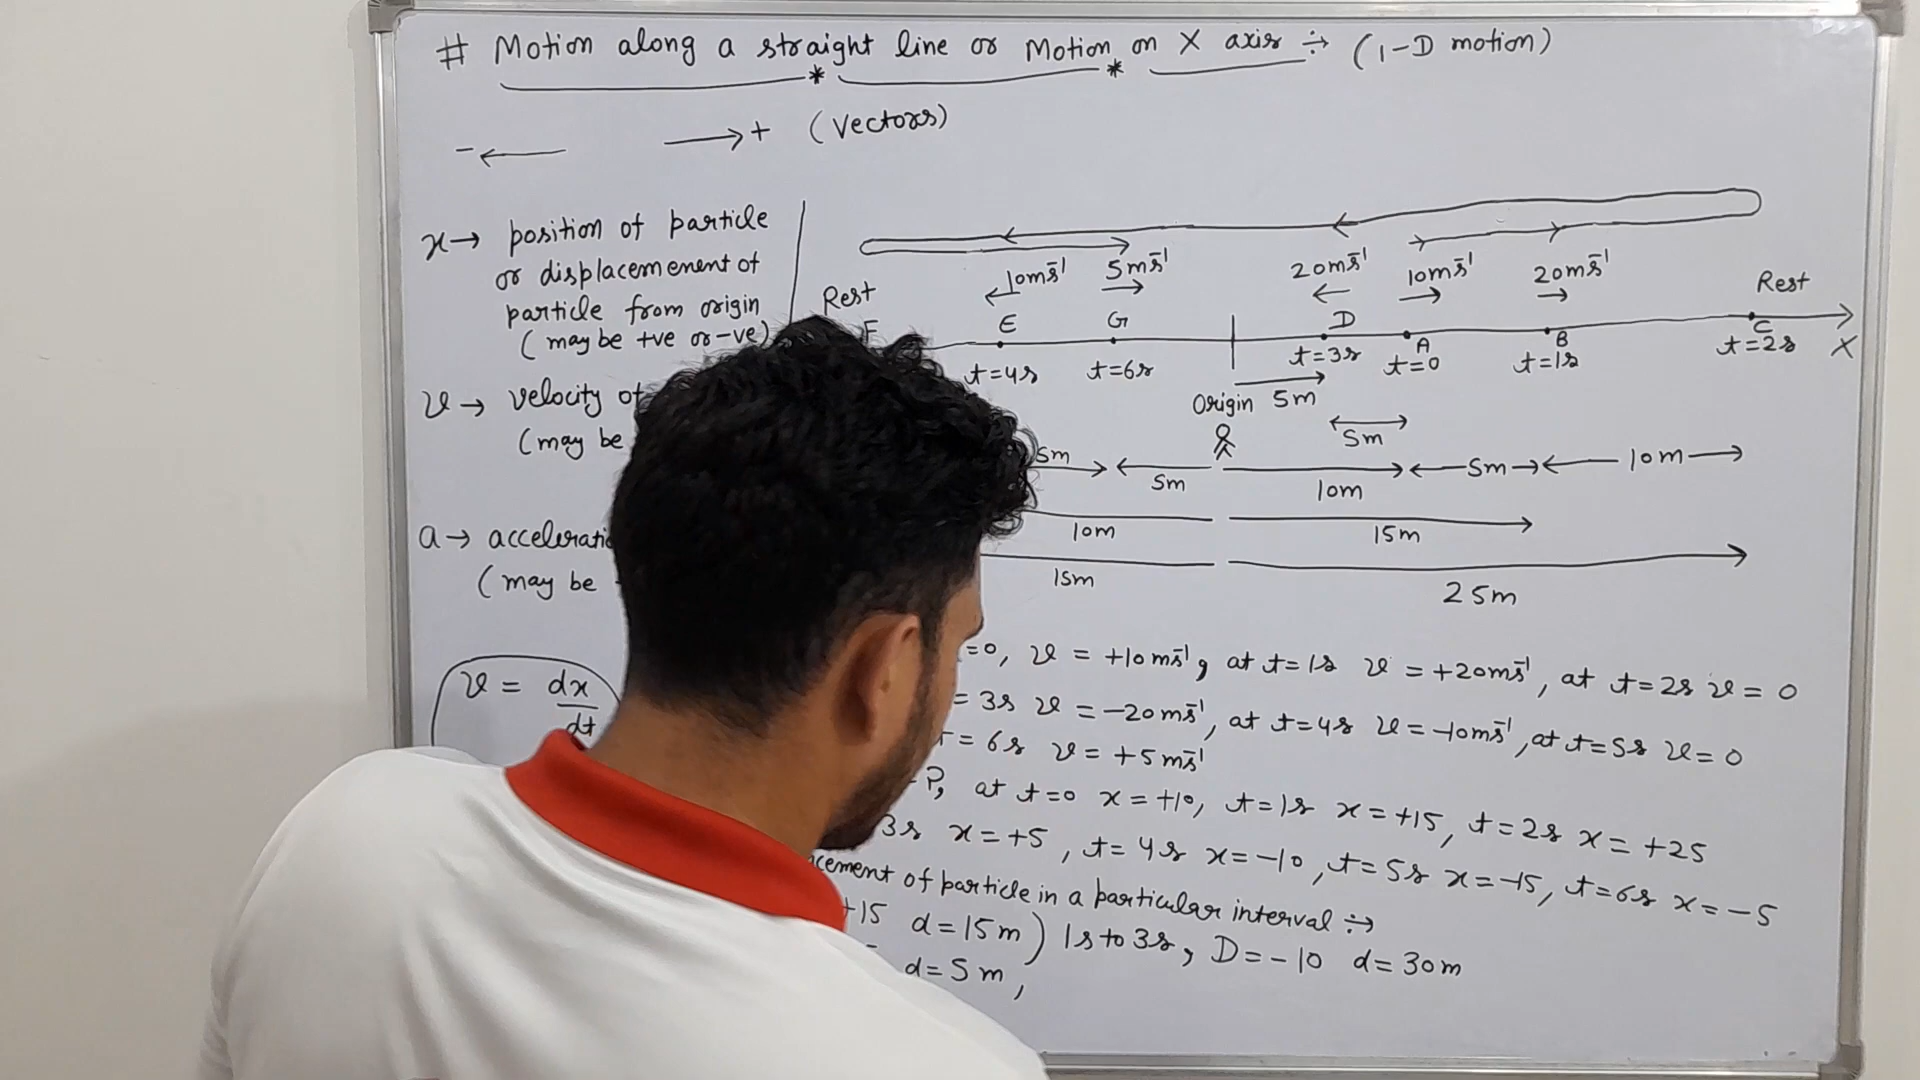 # Motion along a straight line or Motion on X axis ÷ (1-D motion)
- ← → + (vectors)
x → position of particle
or displacemenent of
particle from origin
(may be +ve or -ve)
v → velocity of
(may be
a →
(may be
v = dx/dt
10ms⁻¹ 5ms⁻¹ 20ms⁻¹ 10ms⁻¹ 20ms⁻¹
Rest Rest
E G D A B C X
t=4s t=6s t=3s t=0 t=1s t=2s
Origin 5m
5m
5m 5m 10m 5m 10m
10m 15m
15m 25m
=0, v = +10ms⁻¹, at t=1s v = +20ms⁻¹, at t=2s v = 0
= 3s v = -20ms⁻¹, at t=4s v = -10ms⁻¹, at t=5s v = 0
= 6s v = +5ms⁻¹
P, at t=0 x = +10, t=1s x = +15, t=2s x = +25
3s x = +5, t=4s x = -10, t=5s x = -15, t=6s x = -5
of particle in a particular interval ÷
+15 d = 15m) 1s to 3s, D = -10 d = 30m
d = 5m,